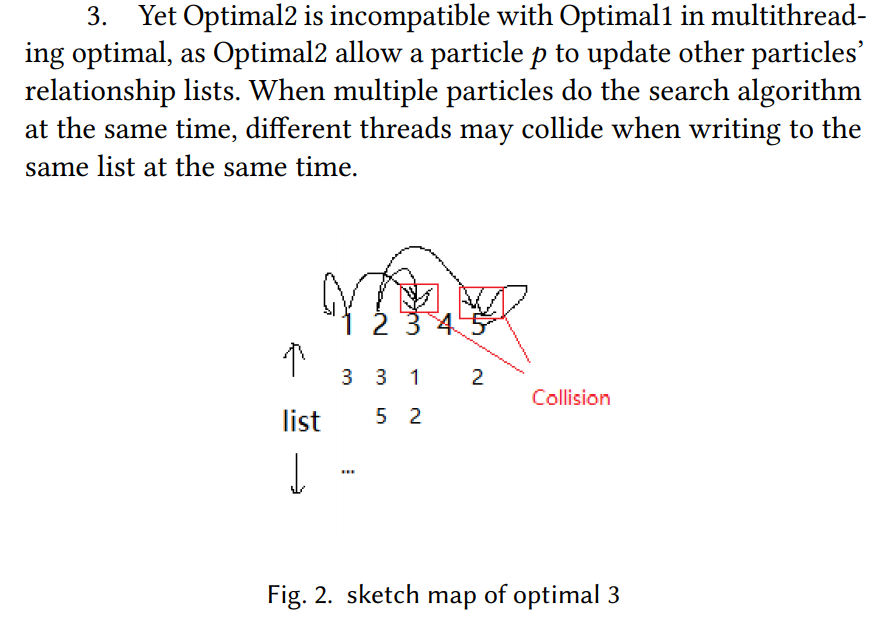 3. Yet Optimal2 is incompatible with Optimal1 in multithread-
ing optimal, as Optimal2 allow a particle p to update other particles'
relationship lists. When multiple particles do the search algorithm
at the same time, different threads may collide when writing to the
same list at the same time.
1 2 3 4 5
3 3 1 2
Collision
list 5 2
...
Fig. 2. sketch map of optimal 3